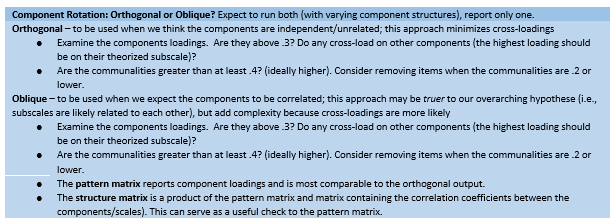 Component Rotation: Orthogonal or Oblique? Expect to run both (with varying component structures), report only one.
Orthogonal – to be used when we think the components are independent/unrelated; this approach minimizes cross-loadings
● Examine the components loadings. Are they above .3? Do any cross-load on other components (the highest loading should
be on their theorized subscale)?
● Are the communalities greater than at least .4? (ideally higher). Consider removing items when the communalities are .2 or
lower.
Oblique – to be used when we expect the components to be correlated; this approach may be truer to our overarching hypothese (i.e.,
subscales are likely related to each other), but add complexity because cross-loadings are more likely
● Examine the components loadings. Are they above .3? Do any cross-load on other components (the highest loading should
be on their theorized subscale)?
● Are the communalities greater than at least .4? (ideally higher). Consider removing items when the communalities are .2 or
lower.
● The pattern matrix reports component loadings and is most comparable to the orthogonal output.
● The structure matrix is a product of the pattern matrix and matrix containing the correlation coefficients between the
components/scales). This can serve as a useful check to the pattern matrix.